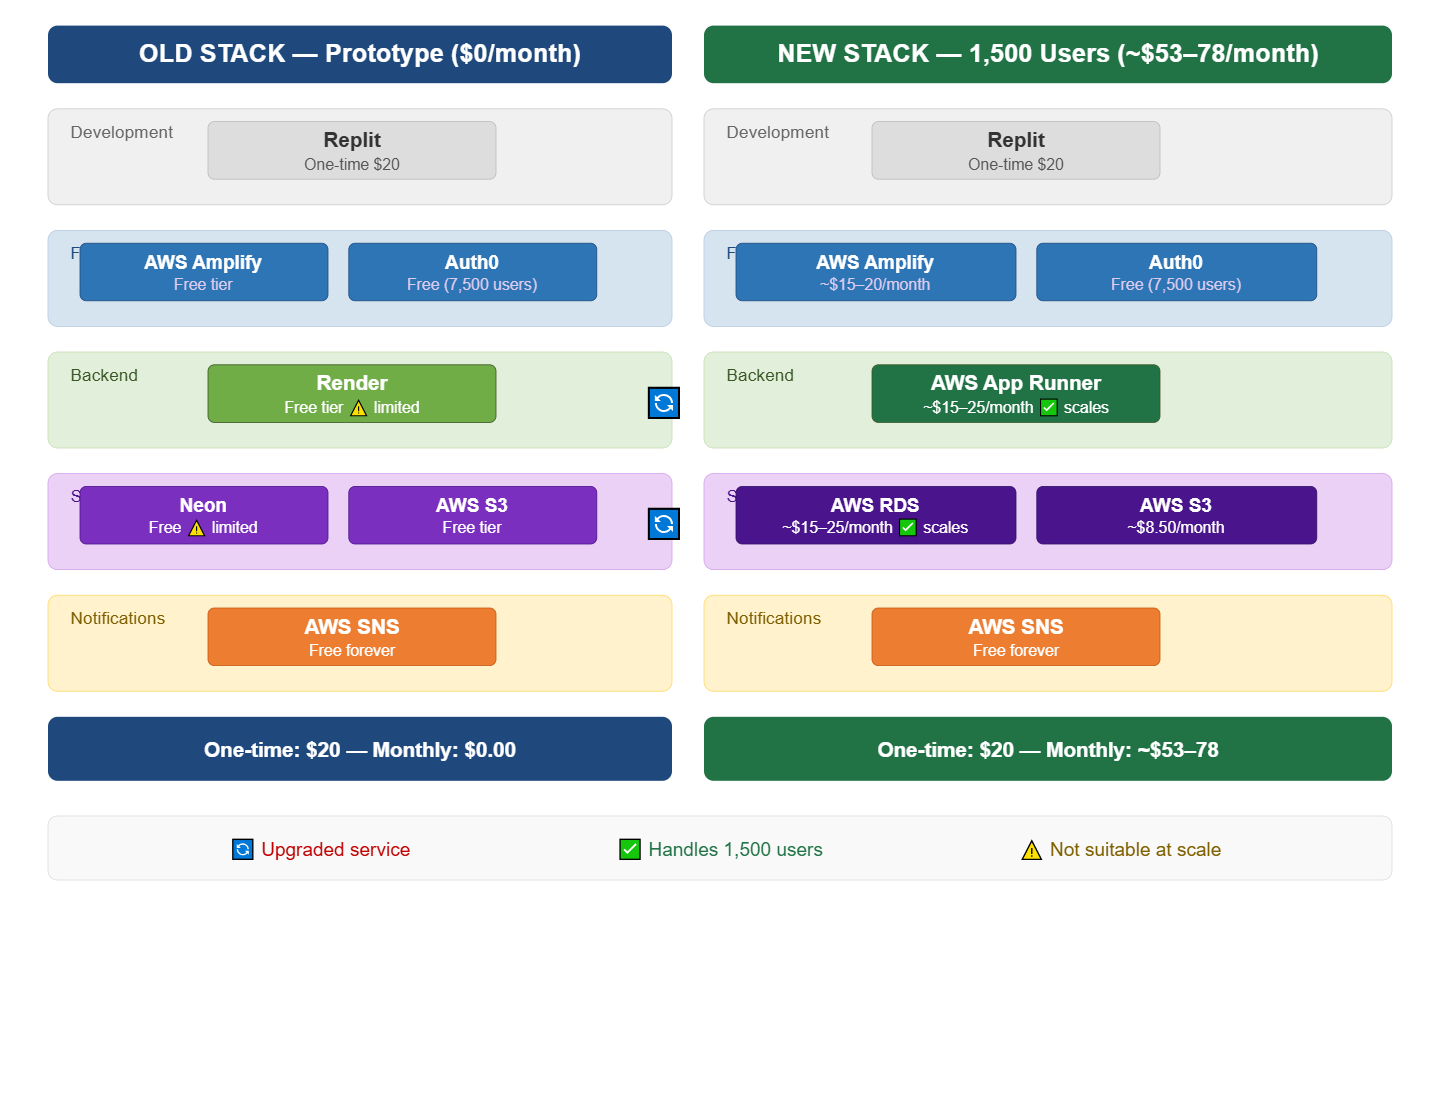 OLD STACK — Prototype ($0/month)
Development
Replit
One-time $20
F
AWS Amplify
Free tier
Auth0
Free (7,500 users)
Backend
Render
Free tier ⚠️ limited
S
Neon
Free ⚠️ limited
AWS S3
Free tier
Notifications
AWS SNS
Free forever
One-time: $20 — Monthly: $0.00
NEW STACK — 1,500 Users (~$53–78/month)
Development
Replit
One-time $20
F
AWS Amplify
~$15–20/month
Auth0
Free (7,500 users)
Backend
AWS App Runner
~$15–25/month ✅ scales
S
AWS RDS
~$15–25/month ✅ scales
AWS S3
~$8.50/month
Notifications
AWS SNS
Free forever
One-time: $20 — Monthly: ~$53–78
🔄 Upgraded service
✅ Handles 1,500 users
⚠️ Not suitable at scale